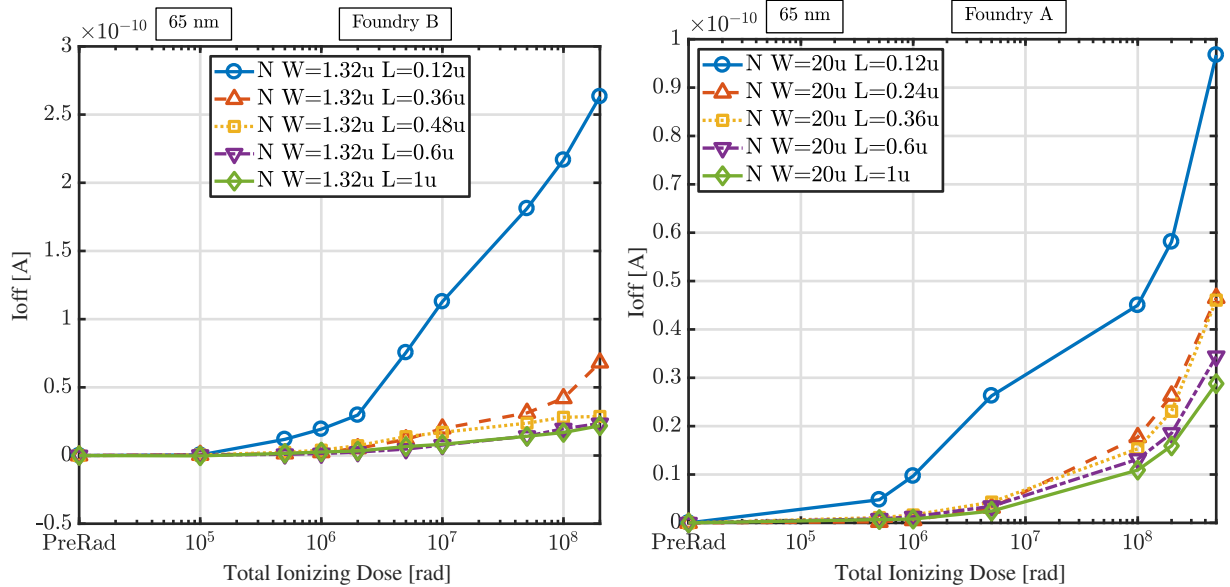 65 nm
Foundry B
×10⁻¹⁰
3
2.5
2
1.5
1
0.5
0
-0.5
Ioff [A]
N W=1.32u L=0.12u
N W=1.32u L=0.36u
N W=1.32u L=0.48u
N W=1.32u L=0.6u
N W=1.32u L=1u
PreRad 10⁵ 10⁶ 10⁷ 10⁸
Total Ionizing Dose [rad]
65 nm
Foundry A
×10⁻¹⁰
1
0.9
0.8
0.7
0.6
0.5
0.4
0.3
0.2
0.1
0
Ioff [A]
N W=20u L=0.12u
N W=20u L=0.24u
N W=20u L=0.36u
N W=20u L=0.6u
N W=20u L=1u
PreRad 10⁵ 10⁶ 10⁷ 10⁸
Total Ionizing Dose [rad]